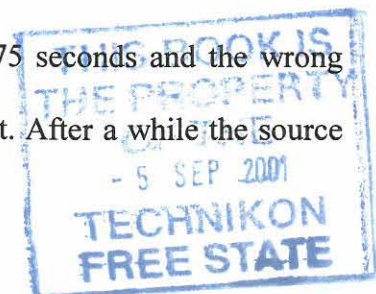 75 seconds and the wrong
THIS BOOK IS
THE PROPERTY
OF THE
t. After a while the source
- 5 SEP 2001
TECHNIKON
FREE STATE